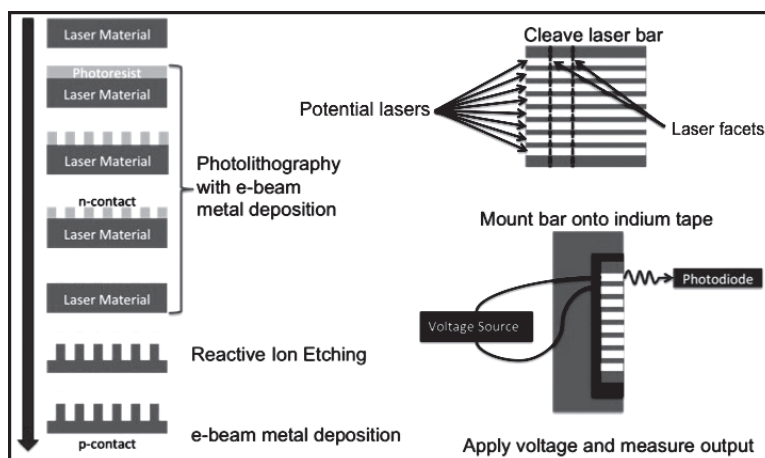 Laser Material
Photoresist
Laser Material
Laser Material
n-contact
Laser Material
Laser Material
Photolithography
with e-beam
metal deposition
Reactive Ion Etching
p-contact
e-beam metal deposition
Cleave laser bar
Potential lasers
Laser facets
Mount bar onto indium tape
Photodiode
Voltage Source
Apply voltage and measure output